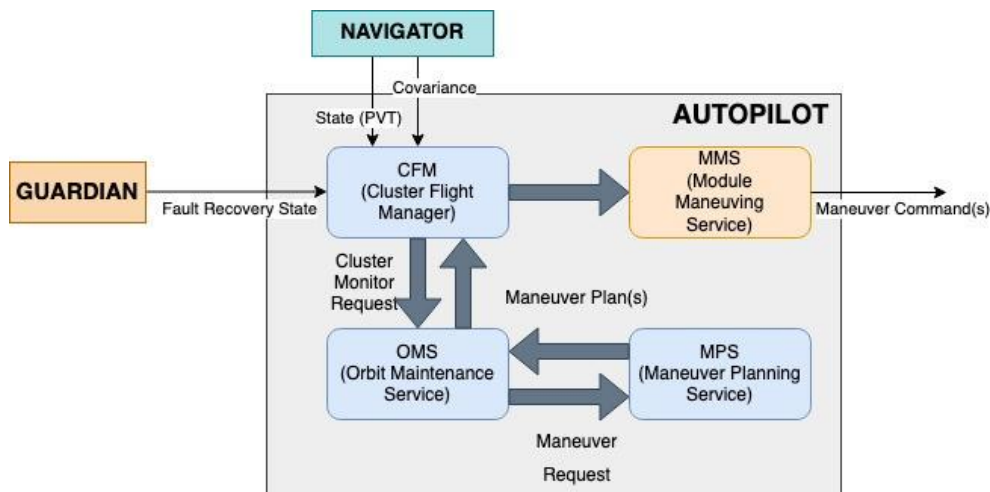 NAVIGATOR
Covariance
State (PVT)
AUTOPILOT
CFM
(Cluster Flight
Manager)
MMS
(Module
Maneuving
Service)
GUARDIAN
Fault Recovery State
Maneuver Command(s)
Cluster
Monitor
Request
Maneuver Plan(s)
OMS
(Orbit Maintenance
Service)
MPS
(Maneuver Planning
Service)
Maneuver
Request